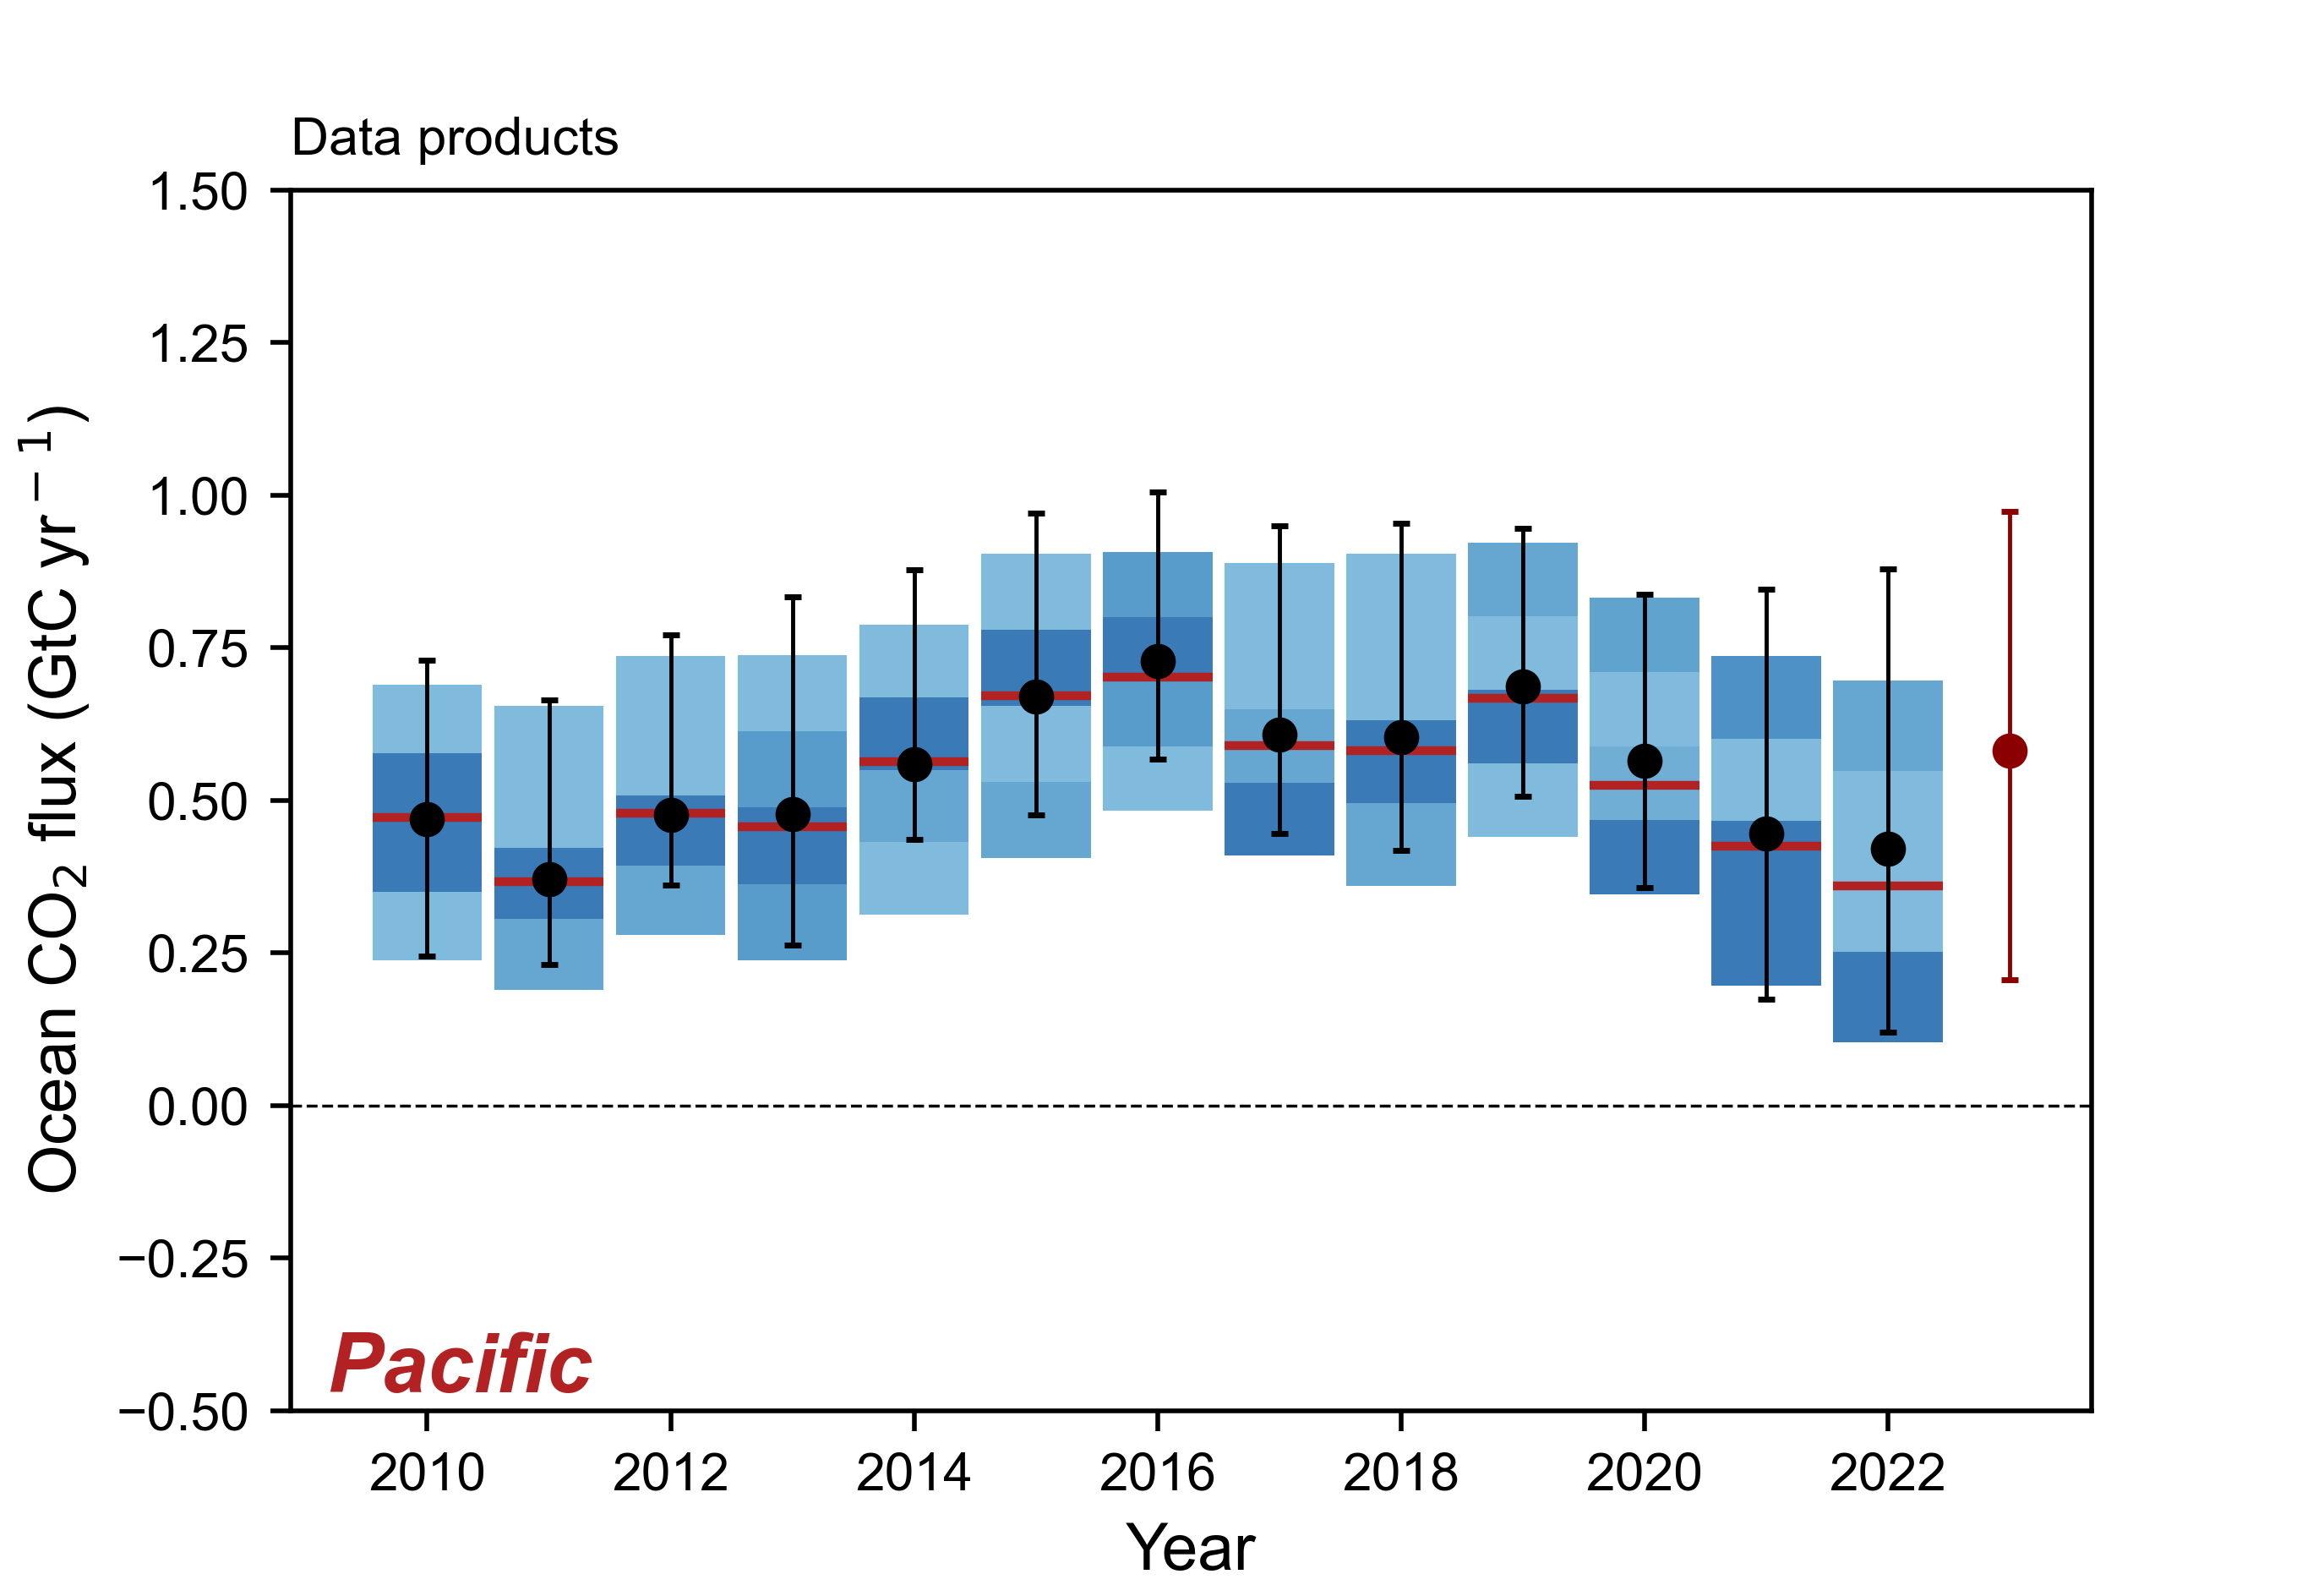 Data products
1.50
1.25
1.00
0.75
0.50
0.25
0.00
−0.25
−0.50
Ocean CO₂ flux (GtC yr⁻¹)
Pacific
2010 2012 2014 2016 2018 2020 2022
Year